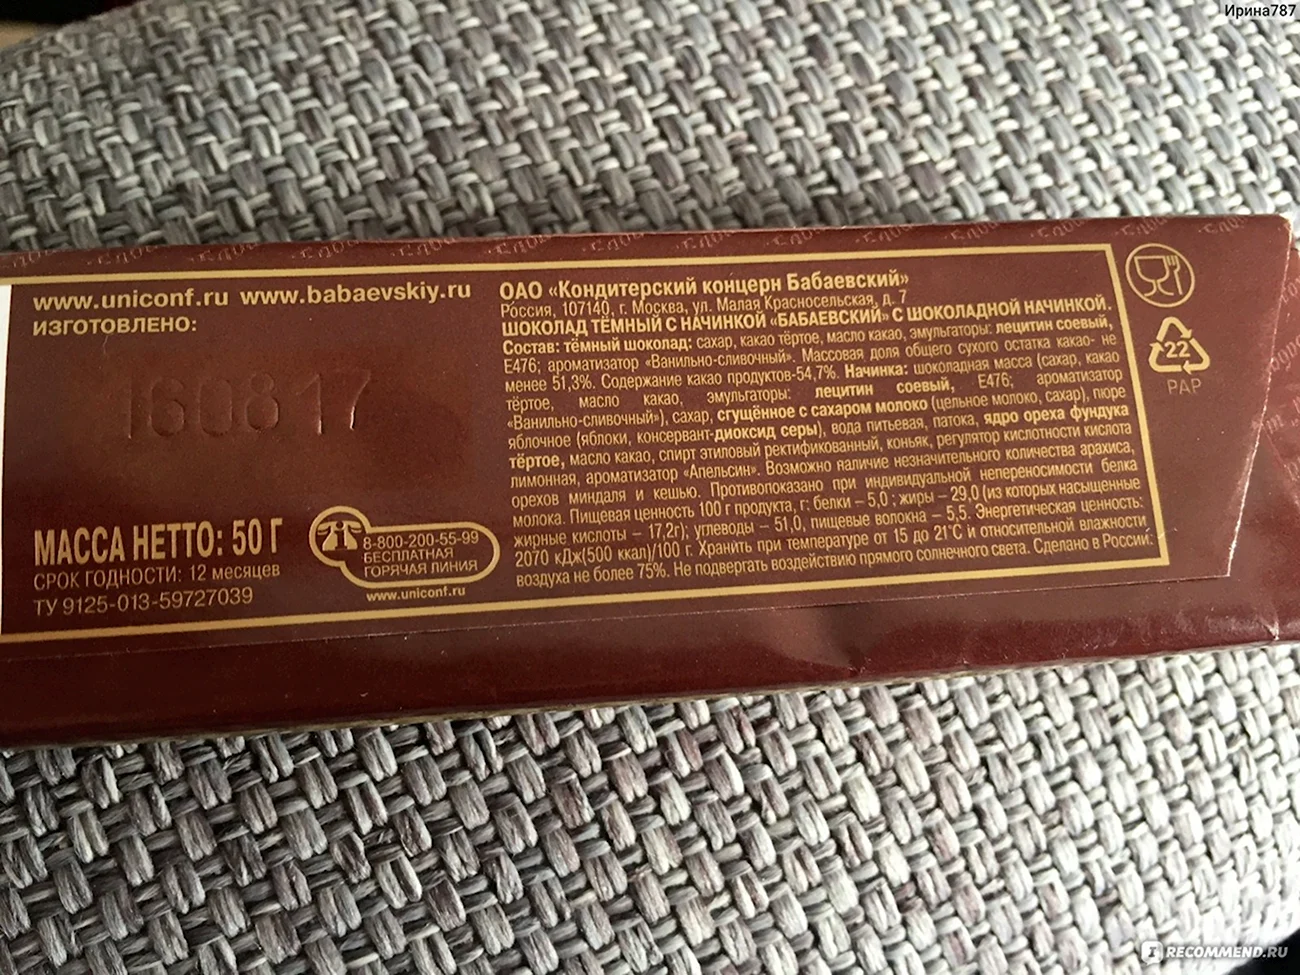 Ирина787
www.uniconf.ru www.babaevskiy.ru
ИЗГОТОВЛЕНО:
160817
МАССА НЕТТО: 50 Г
СРОК ГОДНОСТИ: 12 месяцев
ТУ 9125-013-59727039
8-800-200-55-99
БЕСПЛАТНАЯ
ГОРЯЧАЯ ЛИНИЯ
www.uniconf.ru
ОАО «Кондитерский концерн Бабаевский»
Россия, 107140, г. Москва, ул. Малая Красносельская, д. 7
ШОКОЛАД ТЁМНЫЙ С НАЧИНКОЙ «БАБАЕВСКИЙ» С ШОКОЛАДНОЙ НАЧИНКОЙ.
Состав: тёмный шоколад: сахар, какао тёртое, масло какао, эмульгаторы: лецитин соевый,
Е476; ароматизатор «Ванильно-сливочный». Массовая доля общего сухого остатка какао- не
менее 51,3%. Содержание какао продуктов-54,7%. Начинка: шоколадная масса (сахар, какао
тёртое, масло какао, эмульгаторы: лецитин соевый, Е476; ароматизатор
«Ванильно-сливочный»), сахар, сгущённое с сахаром молоко (цельное молоко, сахар), пюре
яблочное (яблоки, консервант-диоксид серы), вода питьевая, патока, ядро ореха фундука
тёртое, масло какао, спирт этиловый ректификованный, коньяк, регулятор кислотности кислота
лимонная, ароматизатор «Апельсин». Возможно наличие незначительного количества арахиса,
орехов миндаля и кешью. Противопоказано при индивидуальной непереносимости белка
молока. Пищевая ценность 100 г продукта, г: белки – 5,0 ; жиры – 29,0 (из которых насыщенные
жирные кислоты – 17,2г); углеводы – 51,0, пищевые волокна – 5,5. Энергетическая ценность:
2070 кДж(500 ккал)/100 г. Хранить при температуре от 15 до 21°С и относительной влажности
воздуха не более 75%. Не подвергать воздействию прямого солнечного света. Сделано в России.
22
PAP
RECOMMEND.RU